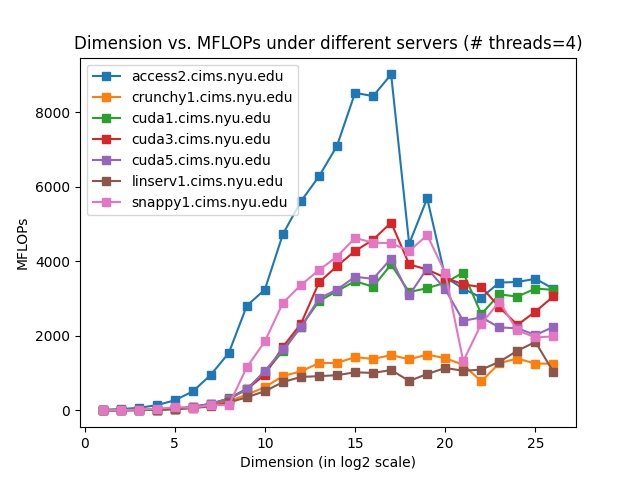 Dimension vs. MFLOPs under different servers (# threads=4)
access2.cims.nyu.edu
crunchy1.cims.nyu.edu
cuda1.cims.nyu.edu
cuda3.cims.nyu.edu
cuda5.cims.nyu.edu
linserv1.cims.nyu.edu
snappy1.cims.nyu.edu
MFLOPs
8000
6000
4000
2000
0
0 5 10 15 20 25
Dimension (in log2 scale)